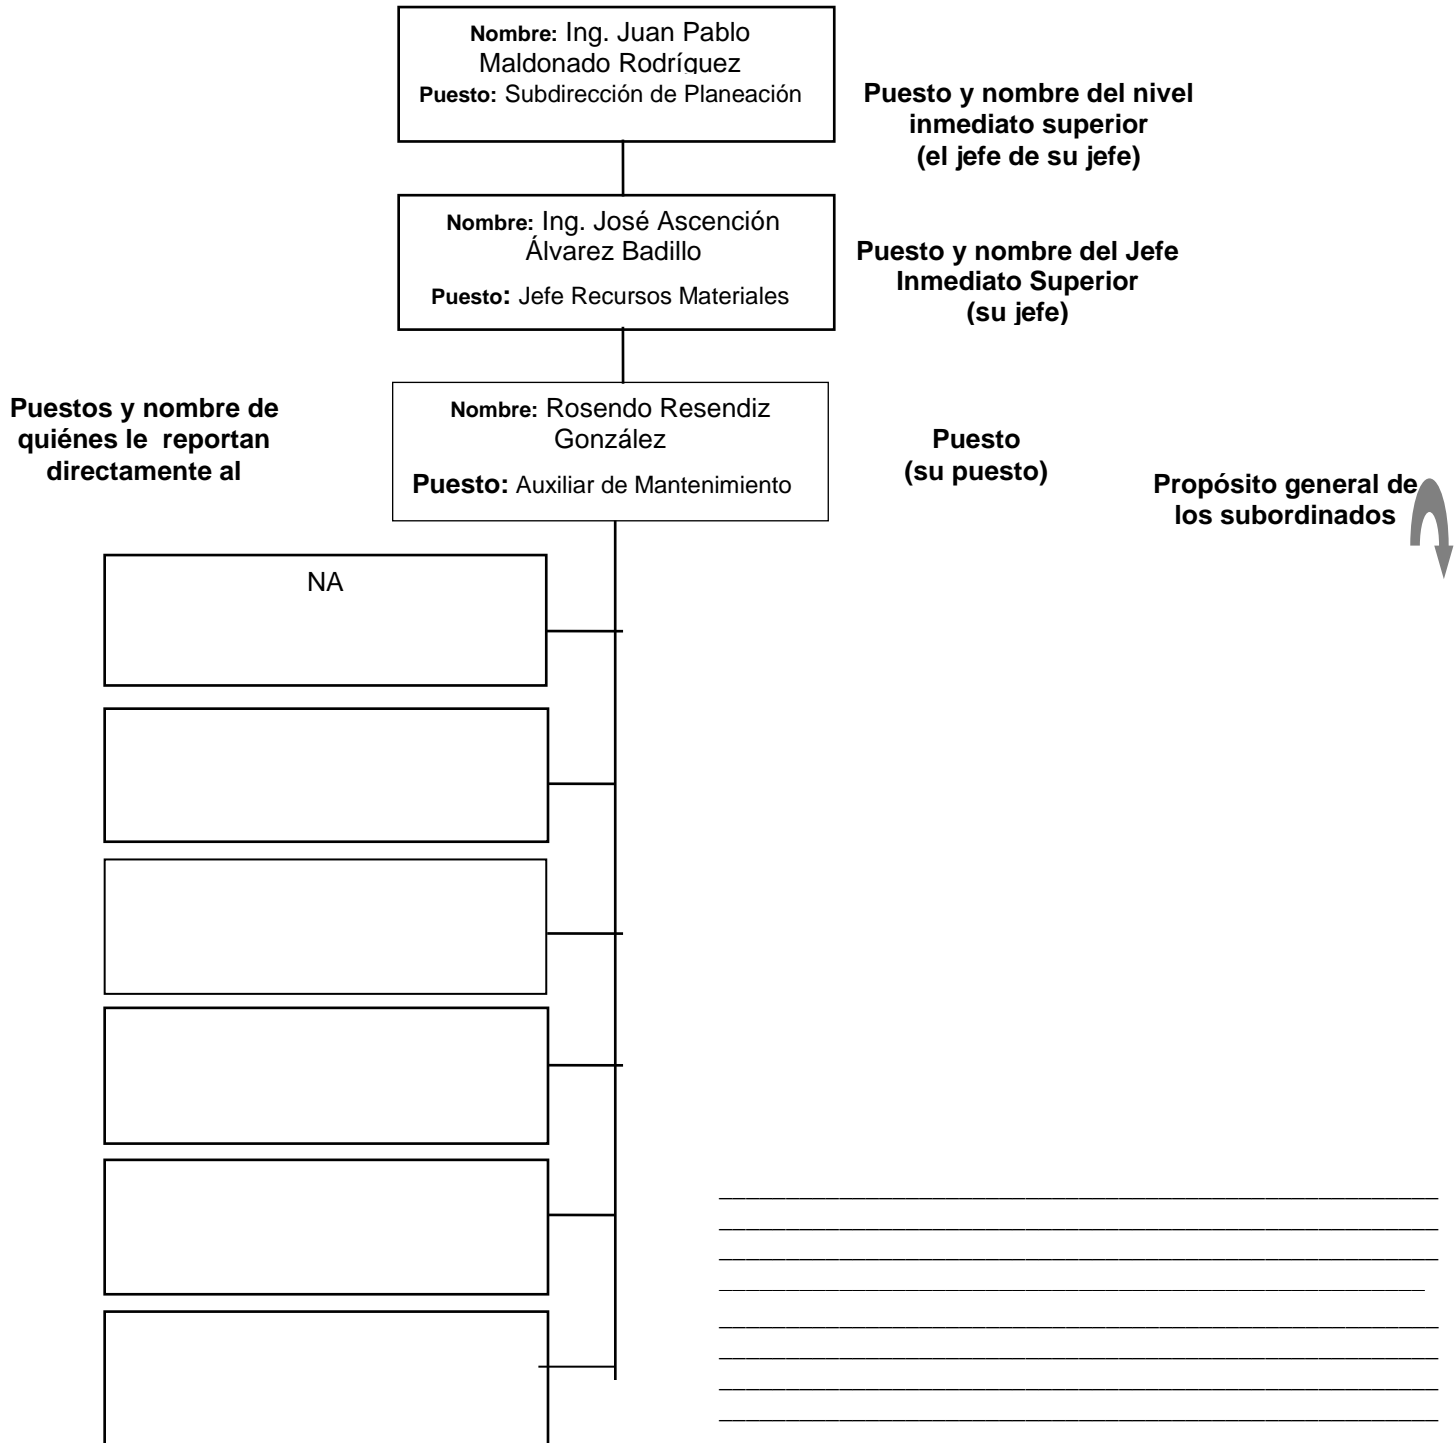 Nombre: Ing. Juan Pablo
Maldonado Rodríguez
Puesto: Subdirección de Planeación
Puesto y nombre del nivel
inmediato superior
(el jefe de su jefe)
Nombre: Ing. José Ascención
Álvarez Badillo
Puesto: Jefe Recursos Materiales
Puesto y nombre del Jefe
Inmediato Superior
(su jefe)
Puestos y nombre de
quiénes le reportan
directamente al
Nombre: Rosendo Resendiz
González
Puesto: Auxiliar de Mantenimiento
Puesto
(su puesto)
Propósito general de
los subordinados
NA